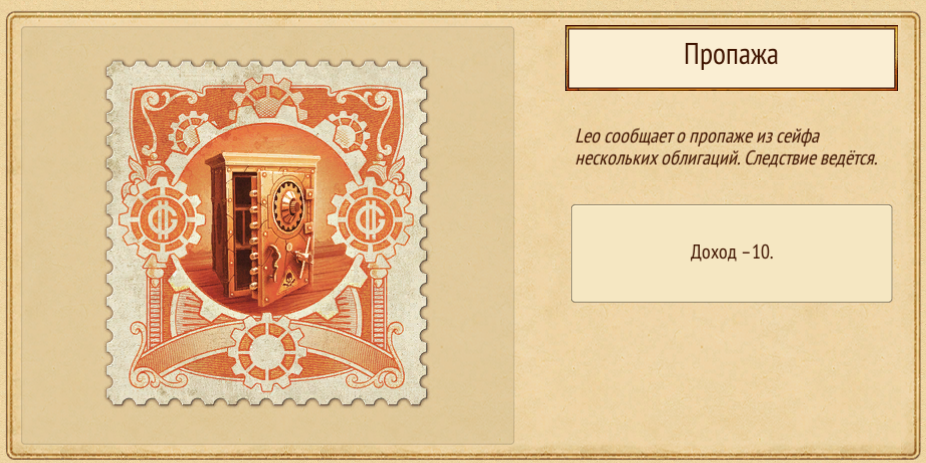 Пропажа
Leo сообщает о пропаже из сейфа
нескольких облигаций. Следствие ведётся.
Доход –10.